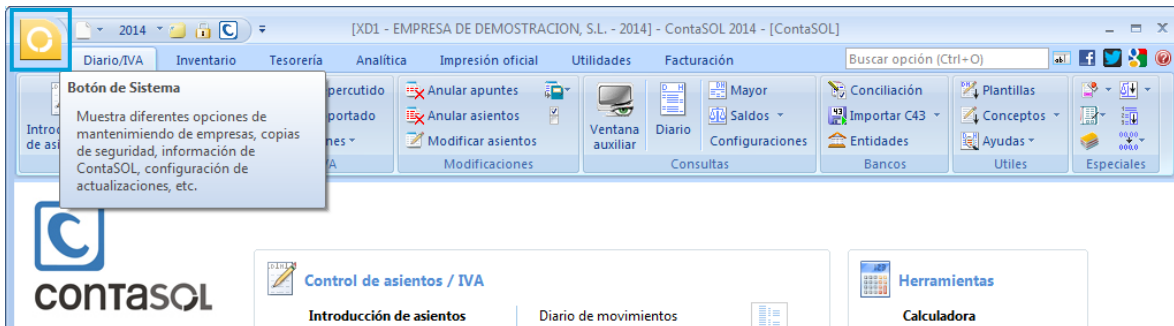 2014
[XD1 - EMPRESA DE DEMOSTRACION, S.L. - 2014] - ContaSOL 2014 - [ContaSOL]
Diario/IVA Inventario Tesorería Analítica Impresión oficial Utilidades Facturación Buscar opción (Ctrl+O)
Botón de Sistema
Muestra diferentes opciones de
mantenimiento de empresas, copias
de seguridad, información de
ContaSOL, configuración de
actualizaciones, etc.
Anular apuntes
Anular asientos
Modificar asientos
Modificaciones
Ventana
auxiliar
Diario
Mayor
Saldos
Configuraciones
Consultas
Conciliación
Importar C43
Entidades
Bancos
Plantillas
Conceptos
Ayudas
Utiles
Especiales
contasol
Control de asientos / IVA
Introducción de asientos
Diario de movimientos
Herramientas
Calculadora